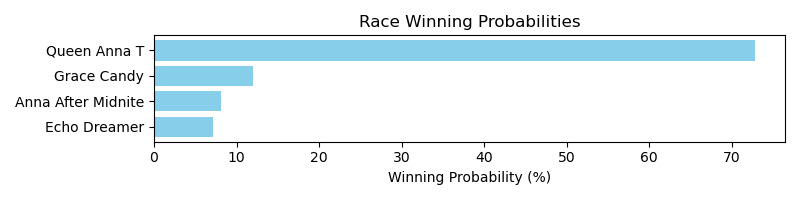 Race Winning Probabilities
Queen Anna T
Grace Candy
Anna After Midnite
Echo Dreamer
0 10 20 30 40 50 60 70
Winning Probability (%)